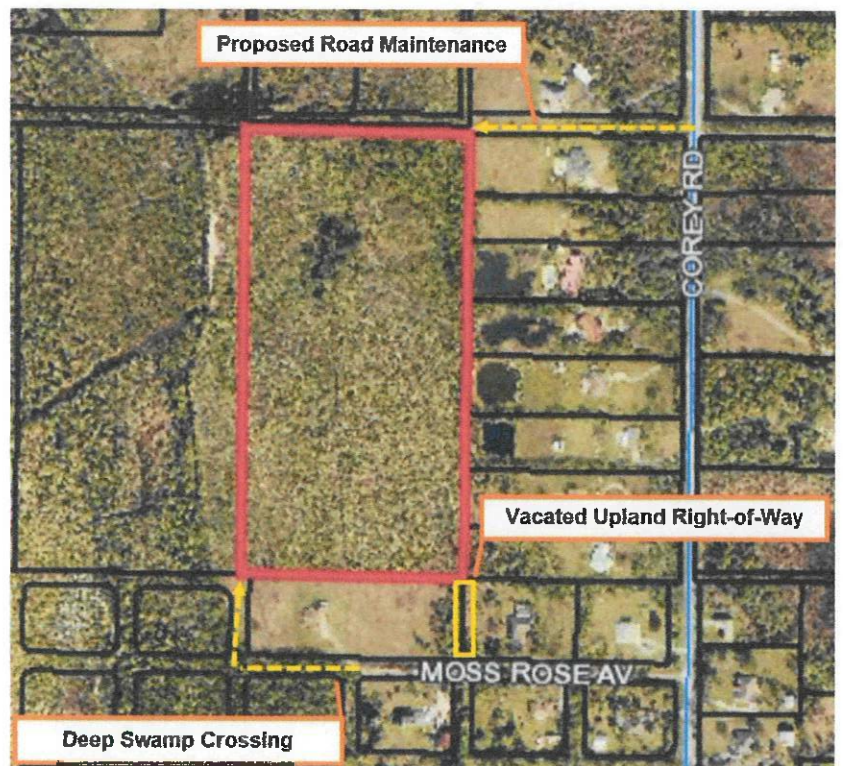 Proposed Road Maintenance
COREY RD
Vacated Upland Right-of-Way
MOSS ROSE AV
Deep Swamp Crossing